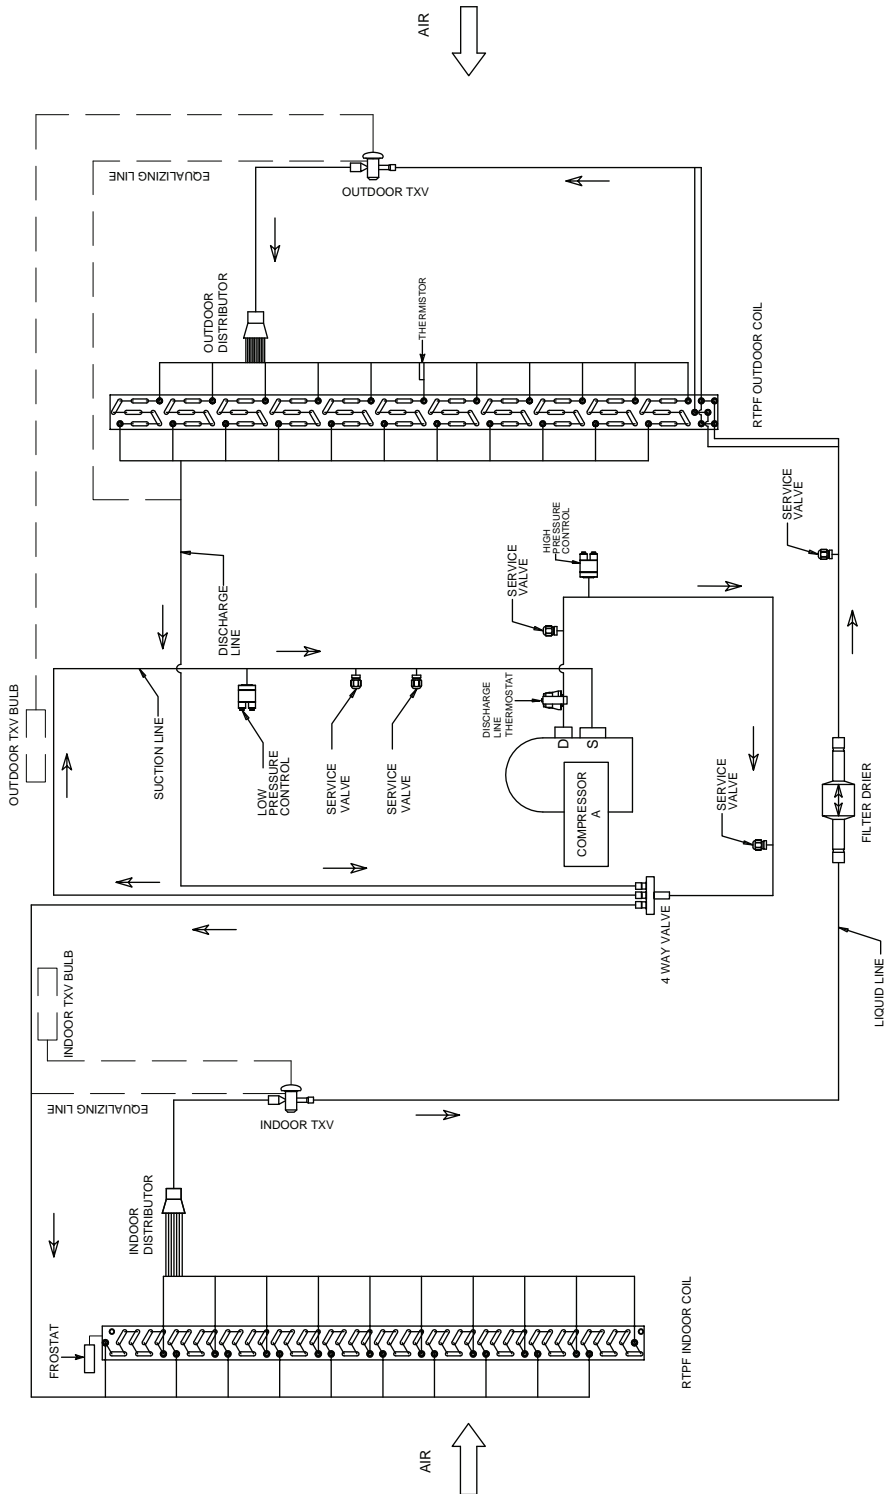 AIR
EQUALIZING LINE
OUTDOOR TXV
OUTDOOR
DISTRIBUTOR
THERMISTOR
RTPF OUTDOOR COIL
OUTDOOR TXV BULB
SUCTION LINE
DISCHARGE
LINE
LOW
PRESSURE
CONTROL
SERVICE
VALVE
SERVICE
VALVE
DISCHARGE
LINE
THERMOSTAT
SERVICE
VALVE
HIGH
PRESSURE
CONTROL
D
S
COMPRESSOR
A
SERVICE
VALVE
SERVICE
VALVE
FILTER DRIER
4 WAY VALVE
LIQUID LINE
INDOOR TXV BULB
EQUALIZING LINE
INDOOR TXV
INDOOR
DISTRIBUTOR
FROSTAT
RTPF INDOOR COIL
AIR